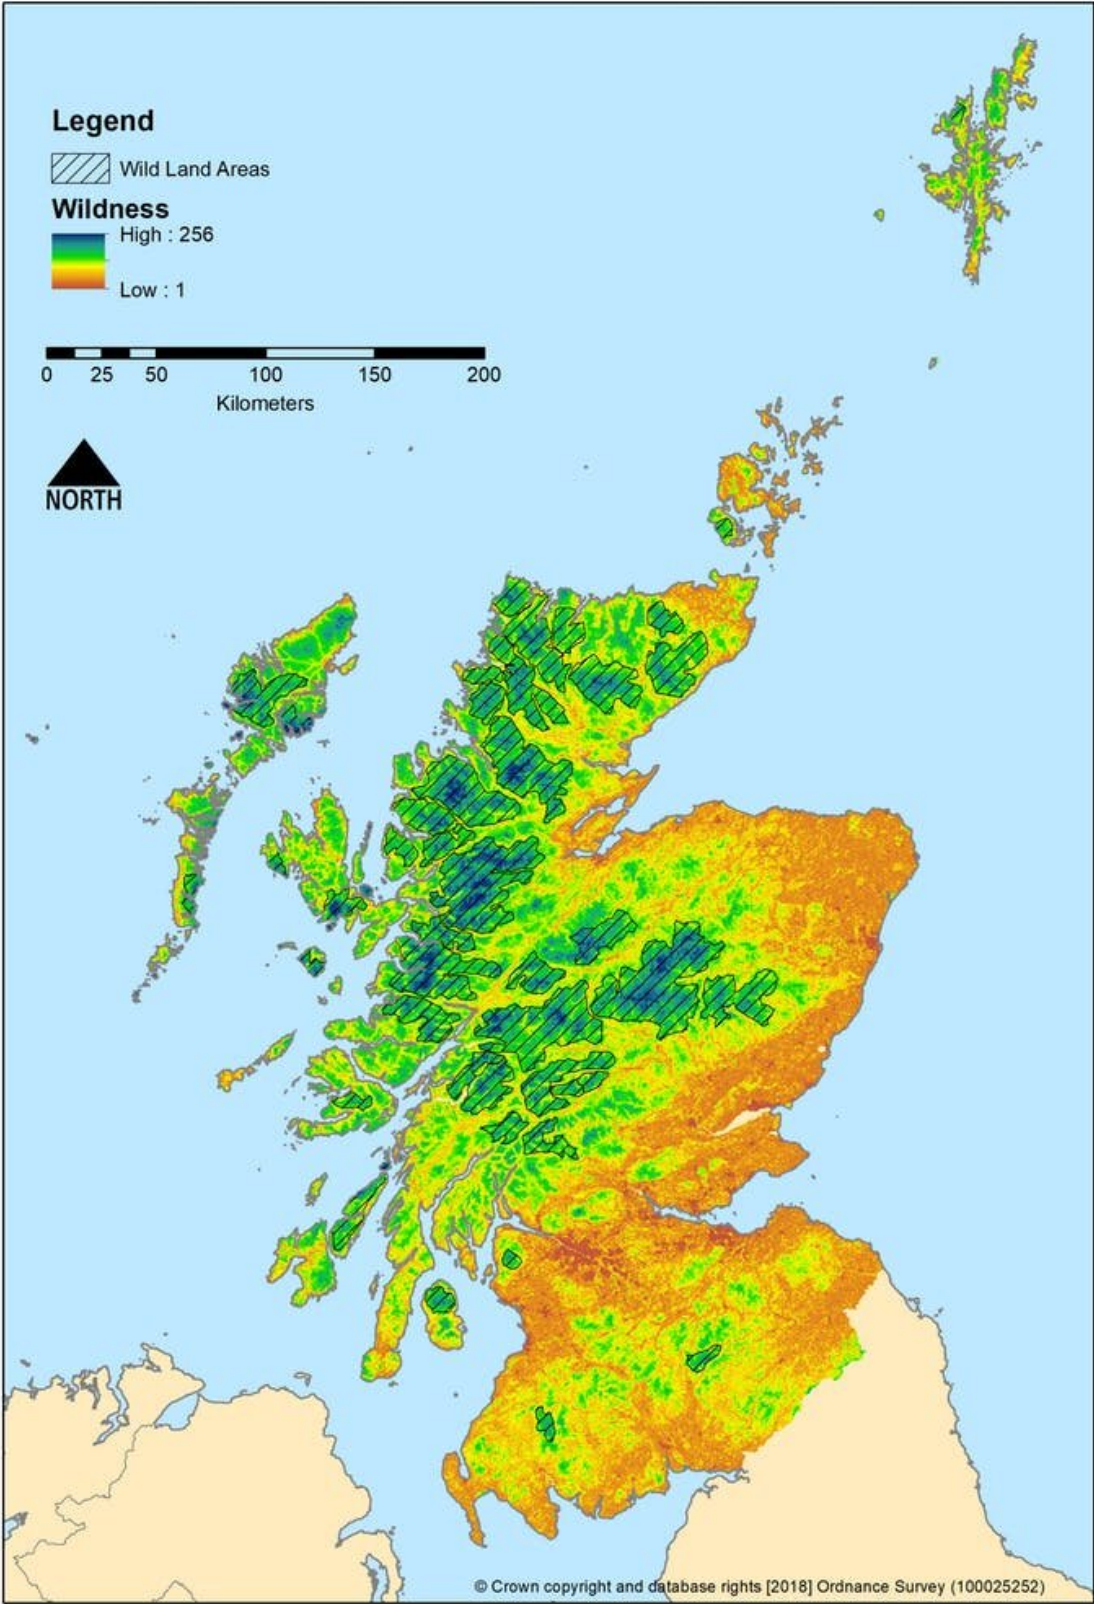 Legend
Wild Land Areas
Wildness
High : 256
Low : 1
0 25 50 100 150 200
Kilometers
NORTH
© Crown copyright and database rights [2018] Ordnance Survey (100025252)